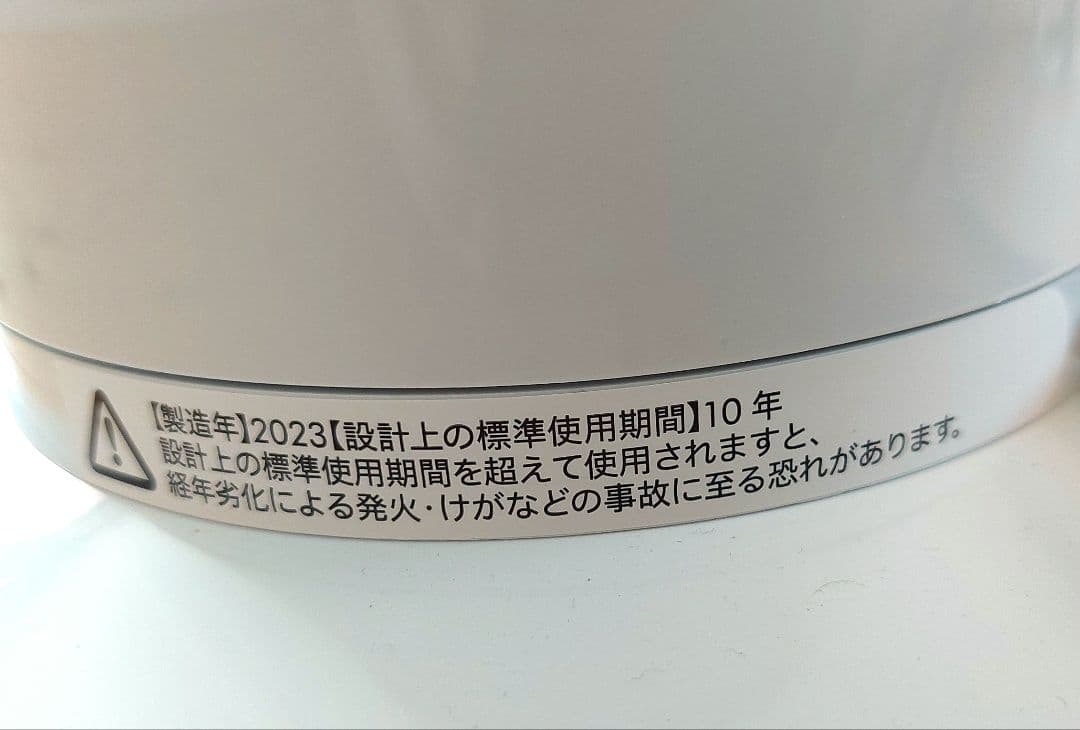 【製造年】2023【設計上の標準使用期間】10 年
設計上の標準使用期間を超えて使用されますと、
経年劣化による発火・けがなどの事故に至る恐れがあります。